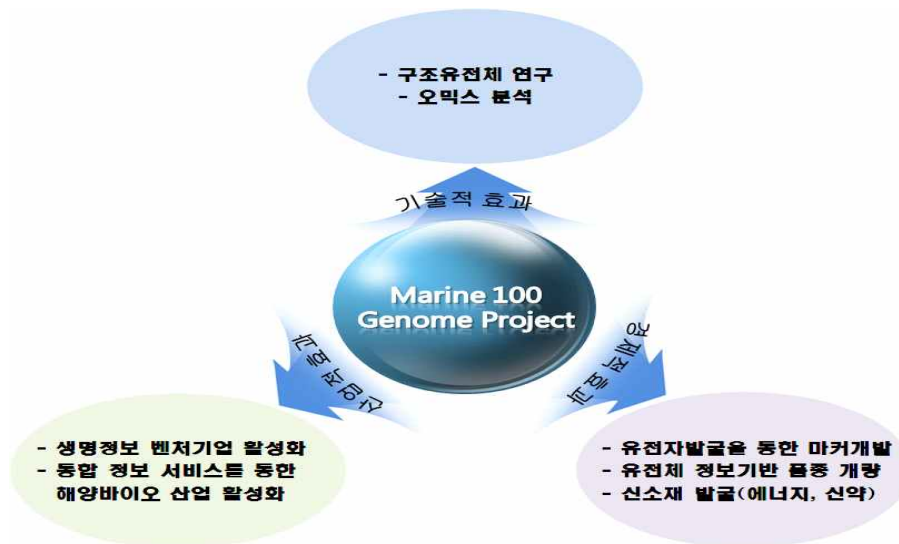 - 구조유전체 연구
- 오믹스 분석
기술적 효과
Marine 100
Genome Project
산업적 효과
경제적 효과
- 생명정보 벤처기업 활성화
- 통합 정보 서비스를 통한
해양바이오 산업 활성화
- 유전자발굴을 통한 마커개발
- 유전체 정보기반 품종 개량
- 신소재 발굴(에너지, 신약)